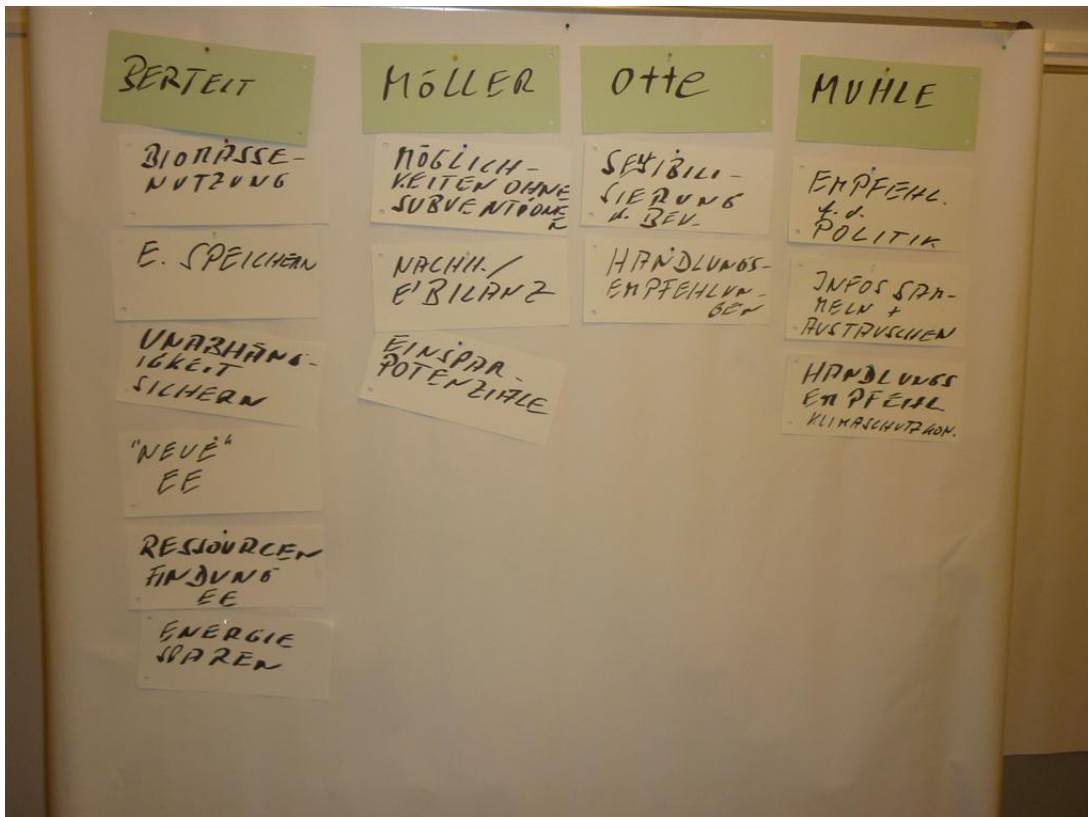 BERTELT
BIOMASSE-
NUTZUNG
E. SPEICHERN
UNABHÄNG-
IGKEIT
SICHERN
"NEUE"
EE
RESSOURCEN
FINDUNG
EE
ENERGIE
SPAREN
MÖLLER
MÖGLICH-
KEITEN OHNE
SUBVENTIONE
N
NACHH./
E'BILANZ
EINSPAR-
POTENZIALE
OTTE
SENSIBILI-
SIERUNG
d. BEV.
HANDLUNGS-
EMPFEHLUN-
GEN
MUHLE
EMPFEHL.
f. d.
POLITIK
INFOS SAM-
MELN +
AUSTAUSCHEN
HANDLUNGS
EMPFEHL
KLIMASCHUTZKON.